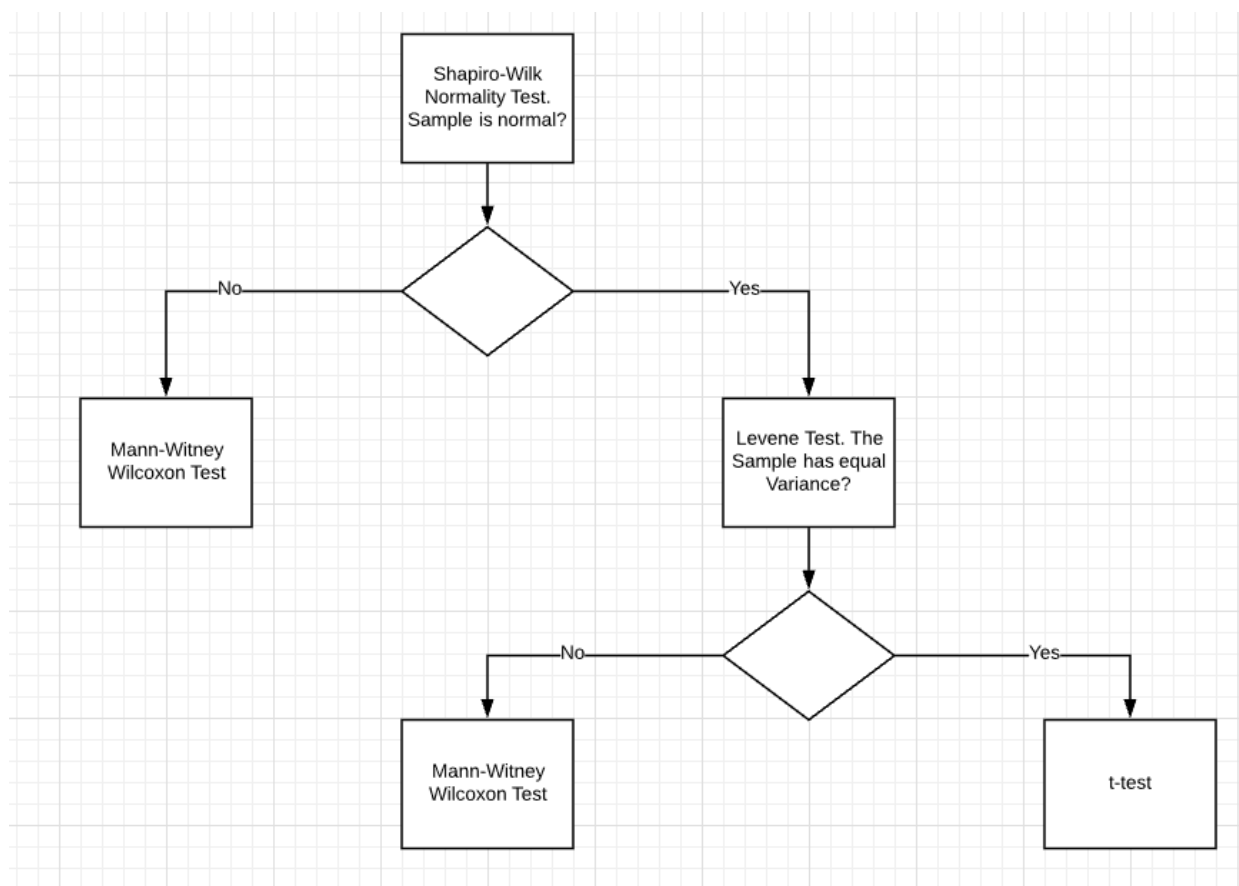 Shapiro-Wilk
Normality Test.
Sample is normal?
No
Yes
Mann-Witney
Wilcoxon Test
Levene Test. The
Sample has equal
Variance?
No
Yes
Mann-Witney
Wilcoxon Test
t-test